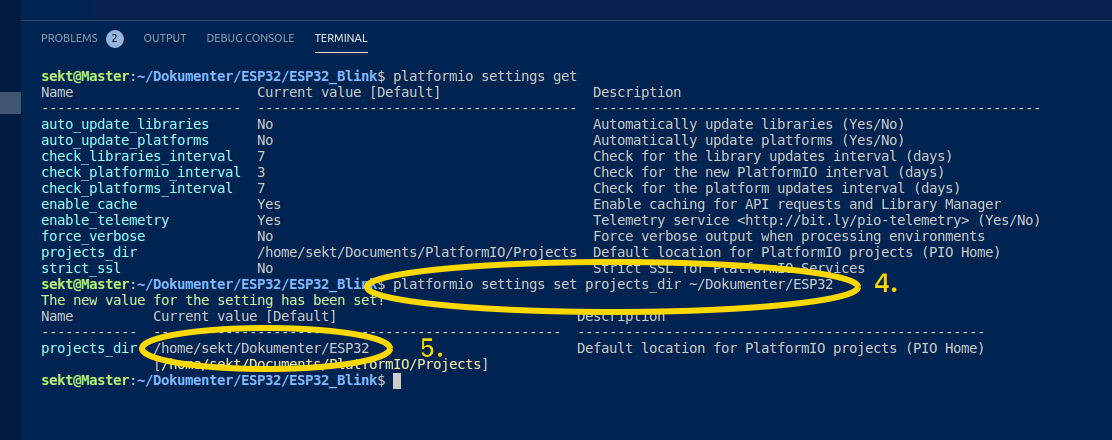 PROBLEMS 2 OUTPUT DEBUG CONSOLE TERMINAL
sekt@Master:~/Dokumenter/ESP32/ESP32_Blink$ platformio settings get
Name Current value [Default] Description
------------------------- ---------------------------------------- --------------------------------------------------------
auto_update_libraries No Automatically update libraries (Yes/No)
auto_update_platforms No Automatically update platforms (Yes/No)
check_libraries_interval 7 Check for the library updates interval (days)
check_platformio_interval 3 Check for the new PlatformIO interval (days)
check_platforms_interval 7 Check for the platform updates interval (days)
enable_cache Yes Enable caching for API requests and Library Manager
enable_telemetry Yes Telemetry service <http://bit.ly/pio-telemetry> (Yes/No)
force_verbose No Force verbose output when processing environments
projects_dir /home/sekt/Documents/PlatformIO/Projects Default location for PlatformIO projects (PIO Home)
strict_ssl No Strict SSL for PlatformIO Services
sekt@Master:~/Dokumenter/ESP32/ESP32_Blink$ platformio settings set projects_dir ~/Dokumenter/ESP32 4.
The new value for the setting has been set!
Name Current value [Default] Description
------------ --------------------------------------------------- ---------------------------------------------------
projects_dir /home/sekt/Dokumenter/ESP32 5. Default location for PlatformIO projects (PIO Home)
[/home/sekt/Documents/PlatformIO/Projects]
sekt@Master:~/Dokumenter/ESP32/ESP32_Blink$